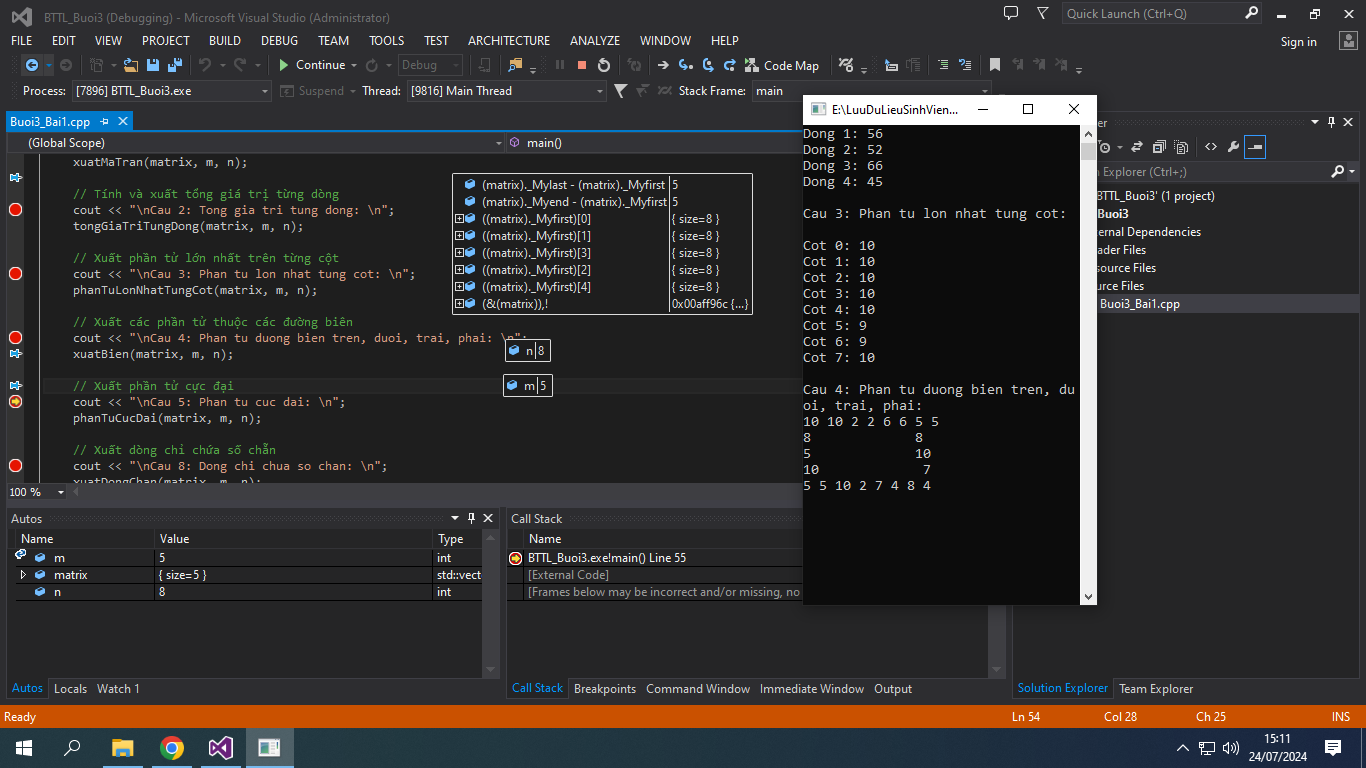 BTTL_Buoi3 (Debugging) - Microsoft Visual Studio (Administrator)
Quick Launch (Ctrl+Q)
FILE EDIT VIEW PROJECT BUILD DEBUG TEAM TOOLS TEST ARCHITECTURE ANALYZE WINDOW HELP
Sign in
Continue Debug Code Map
Process: [7896] BTTL_Buoi3.exe Suspend Thread: [9816] Main Thread Stack Frame: main
Buoi3_Bai1.cpp
(Global Scope) main()
xuatMaTran(matrix, m, n);
// Tính và xuất tổng giá trị từng dòng
cout << "\nCau 2: Tong gia tri tung dong: \n";
tongGiaTriTungDong(matrix, m, n);
// Xuất phần tử lớn nhất trên từng cột
cout << "\nCau 3: Phan tu lon nhat tung cot: \n";
phanTuLonNhatTungCot(matrix, m, n);
// Xuất các phần tử thuộc các đường biên
cout << "\nCau 4: Phan tu duong bien tren, duoi, trai, phai: \n";
xuatBien(matrix, m, n);
// Xuất phần tử cực đại
cout << "\nCau 5: Phan tu cuc dai: \n";
phanTuCucDai(matrix, m, n);
// Xuất dòng chỉ chứa số chẵn
cout << "\nCau 8: Dong chi chua so chan: \n";
xuatDongChan(matrix, m, n);
(matrix)._Mylast - (matrix)._Myfirst 5
(matrix)._Myend - (matrix)._Myfirst 5
((matrix)._Myfirst)[0] { size=8 }
((matrix)._Myfirst)[1] { size=8 }
((matrix)._Myfirst)[3] { size=8 }
((matrix)._Myfirst)[2] { size=8 }
((matrix)._Myfirst)[4] { size=8 }
(&(matrix)),! 0x00aff96c {...}
n 8
m 5
100 %
E:\LuuDuLieuSinhVien...
Dong 1: 56
Dong 2: 52
Dong 3: 66
Dong 4: 45
Cau 3: Phan tu lon nhat tung cot:
Cot 0: 10
Cot 1: 10
Cot 2: 10
Cot 3: 10
Cot 4: 10
Cot 5: 9
Cot 6: 9
Cot 7: 10
Cau 4: Phan tu duong bien tren, du
oi, trai, phai:
10 10 2 2 6 6 5 5
8 8
5 10
10 7
5 5 10 2 7 4 8 4
er
Explorer (Ctrl+;)
BTTL_Buoi3' (1 project)
Buoi3
ernal Dependencies
ader Files
source Files
urce Files
Buoi3_Bai1.cpp
Autos
Name Value Type
m 5 int
matrix { size=5 } std::vect
n 8 int
Autos Locals Watch 1
Call Stack
Name
BTTL_Buoi3.exe!main() Line 55
[External Code]
[Frames below may be incorrect and/or missing, no
Call Stack Breakpoints Command Window Immediate Window Output
Solution Explorer Team Explorer
Ready Ln 54 Col 28 Ch 25 INS
15:11
24/07/2024